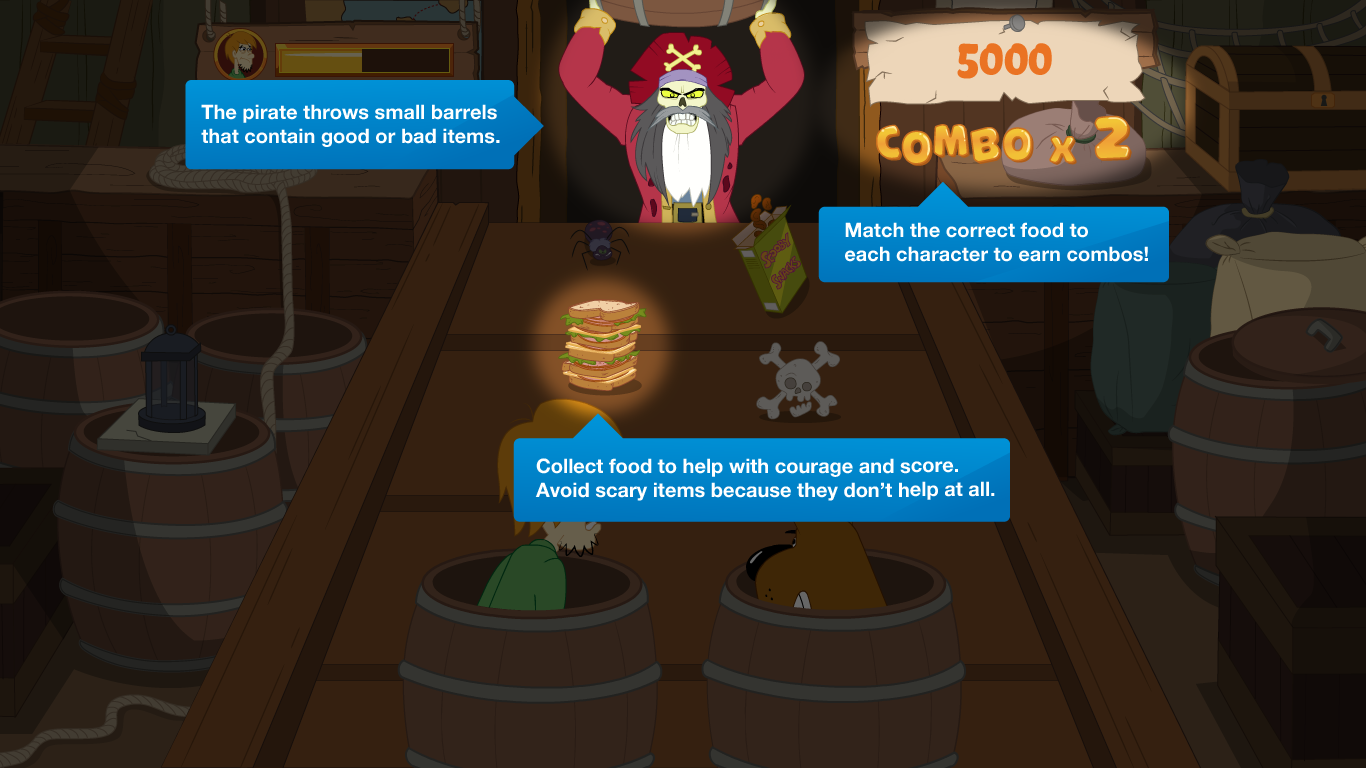 5000
The pirate throws small barrels
that contain good or bad items.
COMBO x 2
Match the correct food to
each character to earn combos!
Scooby
Snacks
Collect food to help with courage and score.
Avoid scary items because they don't help at all.